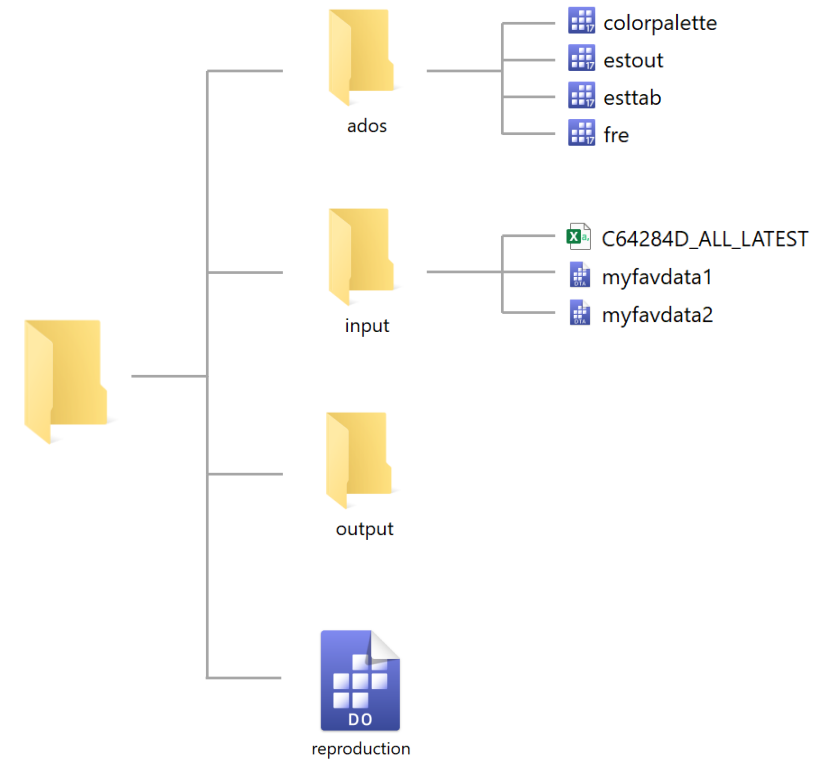 ados
colorpalette
estout
esttab
fre
input
C64284D_ALL_LATEST
myfavdata1
myfavdata2
output
DO
reproduction